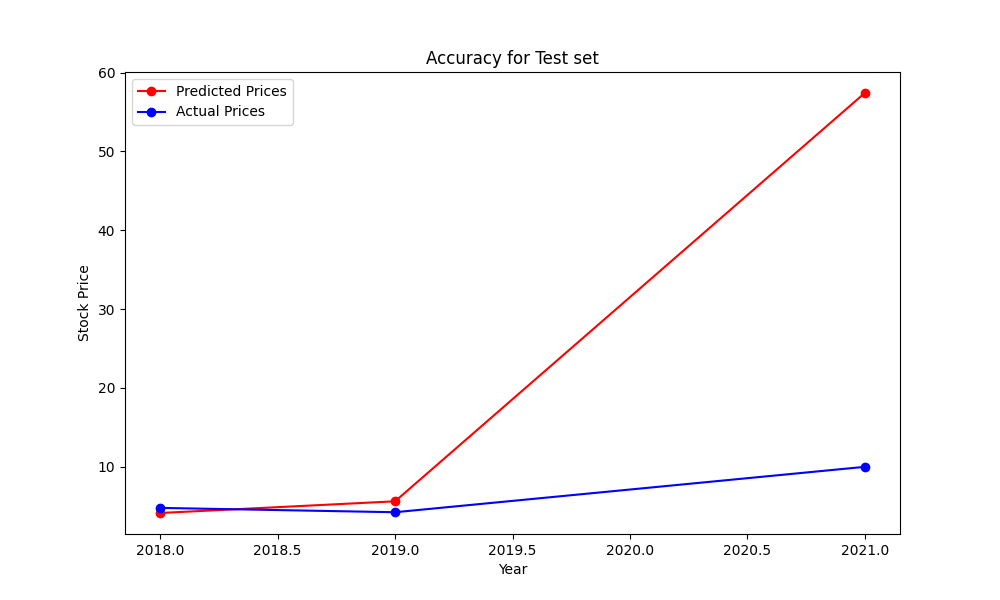 Accuracy for Test set
Predicted Prices
Actual Prices
60
50
40
30
20
10
Stock Price
2018.0 2018.5 2019.0 2019.5 2020.0 2020.5 2021.0
Year